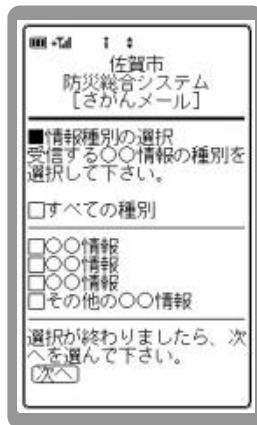 佐賀市
防災総合システム
[さがんメール]
■情報種別の選択
受信する○○情報の種別を
選択して下さい。
□すべての種別
□○○情報
□○○情報
□○○情報
□その他の○○情報
選択が終わりましたら、次
へを選んで下さい。
[次へ]